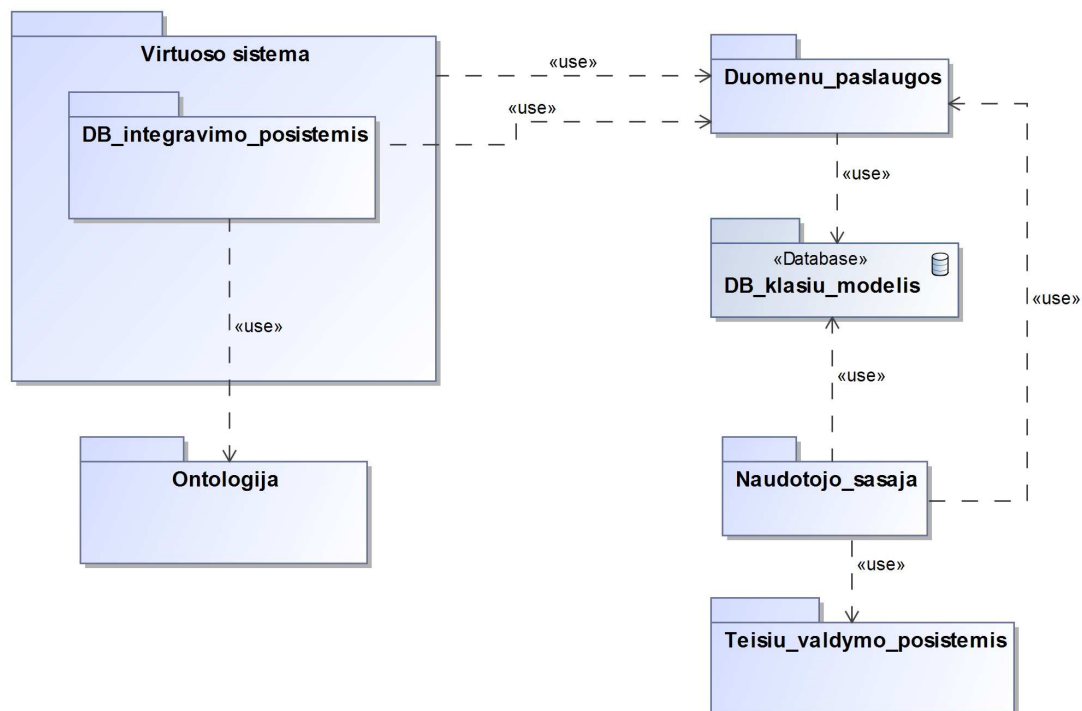 Virtuoso sistema
«use»
Duomenu_paslaugos
«use»
DB_integravimo_posistemis
«use»
«Database»
DB_klasiu_modelis
«use»
«use»
«use»
Ontologija
Naudotojo_sasaja
«use»
Teisiu_valdymo_posistemis